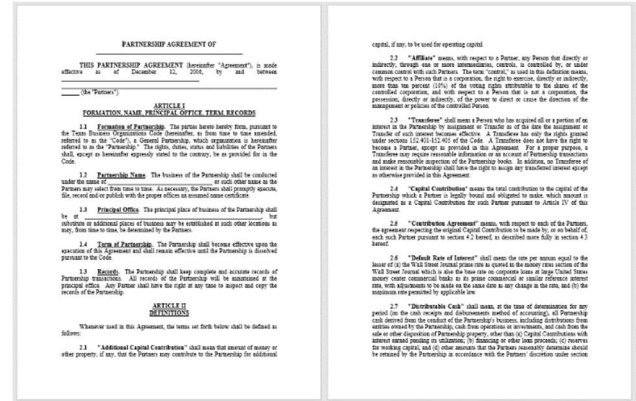 PARTNERSHIP AGREEMENT OF
THIS PARTNERSHIP AGREEMENT (hereinafter "Agreement"), is made
effective as of December 12, 2006, by and between
(the "Partners").
ARTICLE I
FORMATION, NAME, PRINCIPAL OFFICE, TERM, RECORDS
1.1 Formation of Partnership. The parties hereto hereby form, pursuant to
the Texas Business Organizations Code (hereinafter, as from time to time amended,
referred to as the "Code"), a General Partnership, which organization is hereinafter
referred to as the "Partnership." The rights, duties, status and liabilities of the Partners
shall, except as hereinafter expressly stated to the contrary, be as provided for in the
Code.
1.2 Partnership Name. The business of the Partnership shall be conducted
under the name of or such other name as the
Partners may select from time to time. As necessary, the Partners shall promptly execute,
file, record and/or publish with the proper offices an assumed name certificate.
1.3 Principal Office. The principal place of business of the Partnership shall
be at , but
substitute or additional places of business may be established at such other locations as
may, from time to time, be determined by the Partners.
1.4 Term of Partnership. The Partnership shall become effective upon the
execution of this Agreement and shall remain effective until the Partnership is dissolved
pursuant to the Code.
1.5 Records. The Partnership shall keep complete and accurate records of
Partnership transactions. All records of the Partnership will be maintained at the
principal office. Any Partner shall have the right at any time to inspect and copy the
records of the Partnership.
ARTICLE II
DEFINITIONS
Whenever used in this Agreement, the terms set forth below shall be defined as
follows:
2.1 "Additional Capital Contribution" shall mean that amount of money or
other property, if any, that the Partners may contribute to the Partnership for additional
capital, if any, to be used for operating capital.
2.2 "Affiliate" means, with respect to a Partner, any Person that directly or
indirectly, through one or more intermediaries, controls, is controlled by, or under
common control with such Partners. The term "control," as used in this definition means,
with respect to a Person that is a corporation, the right to exercise, directly or indirectly,
more than ten percent (10%) of the voting rights attributable to the shares of the
controlled corporation, and with respect to a Person that is not a corporation, the
possession, directly or indirectly, of the power to direct or cause the direction of the
management or policies of the controlled Person.
2.3 "Transferee" shall mean a Person who has acquired all or a portion of an
interest in the Partnership by assignment or Transfer as of the date the assignment or
Transfer of such interest becomes effective. A Transferee has only the rights granted
under sections 152.401-152.405 of the Code. A Transferee does not have the right to
become a Partner, except as provided in this Agreement. For a proper purpose, a
Transferee may require reasonable information or an account of Partnership transactions
and make reasonable inspection of the Partnership books. In addition, no Transferee of
an interest in the Partnership shall have the right to assign any transferred interest except
as otherwise provided in this Agreement.
2.4 "Capital Contribution" means the total contribution to the capital of the
Partnership which a Partner is legally bound and obligated to make, which amount is
designated as a Capital Contribution for such Partner pursuant to Article IV of this
Agreement.
2.5 "Contribution Agreement" means, with respect to each of the Partners,
the agreement respecting the original Capital Contribution to be made by, or on behalf of,
each such Partner pursuant to section 4.2 hereof, as described more fully in section 4.3
hereof.
2.6 "Default Rate of Interest" shall mean the rate per annum equal to the
lesser of (a) the Wall Street Journal prime rate as quoted in the money rates section of the
Wall Street Journal which is also the base rate on corporate loans at large United States
money center commercial banks as its prime commercial or similar reference interest
rate, with adjustments to be made on the same date as any change in the rate, and (b) the
maximum rate permitted by applicable law.
2.7 "Distributable Cash" shall mean, at the time of determination for any
period (on the cash receipts and disbursements method of accounting), all Partnership
cash derived from the conduct of the Partnership's business, including distributions from
entities owned by the Partnership, cash from operations or investments, and cash from the
sale or other disposition of Partnership property, other than (a) Capital Contributions with
interest earned pending its utilization; (b) financing or other loan proceeds; (c) reserves
for working capital; and (d) other amounts that the Partners reasonably determine should
be retained by the Partnership in accordance with the Partners' discretion under section